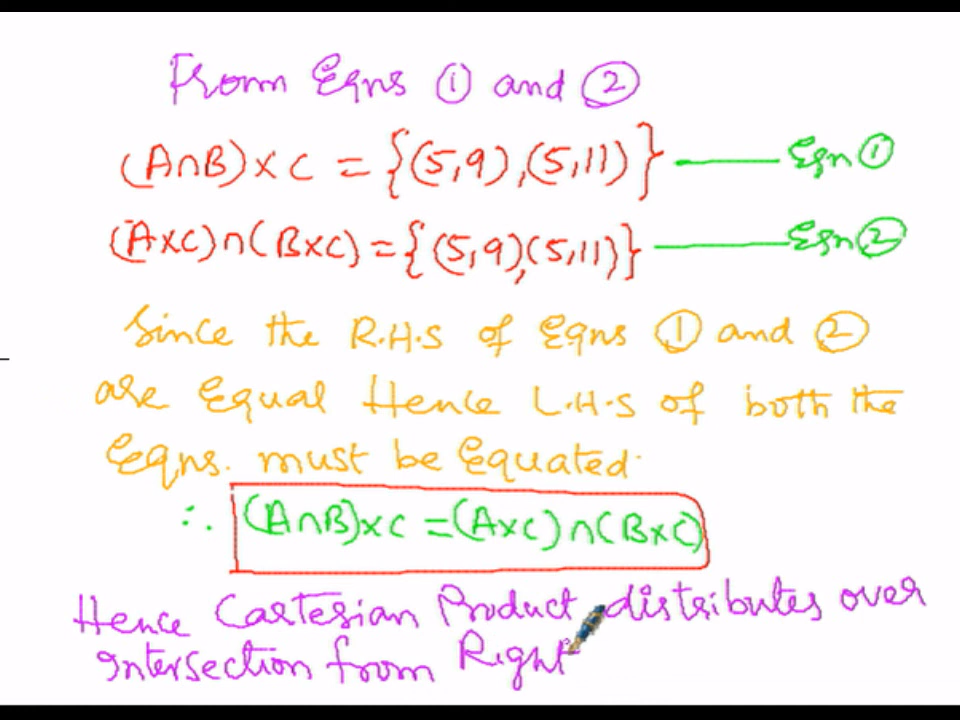 From Eqns ① and ②
(A∩B)×C = {(5,9),(5,11)} — Eqn ①
(A×C)∩(B×C) = {(5,9),(5,11)} — Eqn ②
Since the R.H.S of Eqns ① and ②
are Equal Hence L.H.S of both the
Eqns. must be Equated.
∴ (A∩B)×C = (A×C)∩(B×C)
Hence Cartesian Product distributes over
Intersection from Right